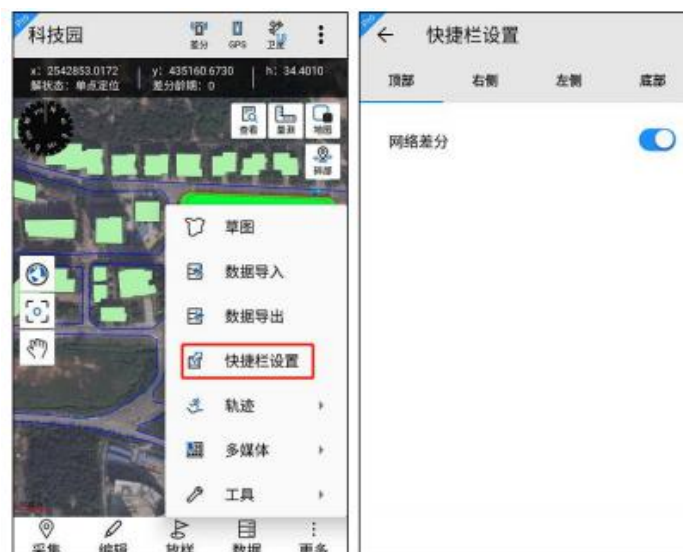 Pro
科技园
差分
GPS
卫星
x: 2542853.0172
y: 435160.6730
h: 34.4010
解状态: 单点定位
差分龄期: 0
查看
量测
地图
碎部
草图
数据导入
数据导出
快捷栏设置
轨迹
多媒体
工具
采集
编辑
放样
数据
更多
Pro
快捷栏设置
顶部
右侧
左侧
底部
网络差分